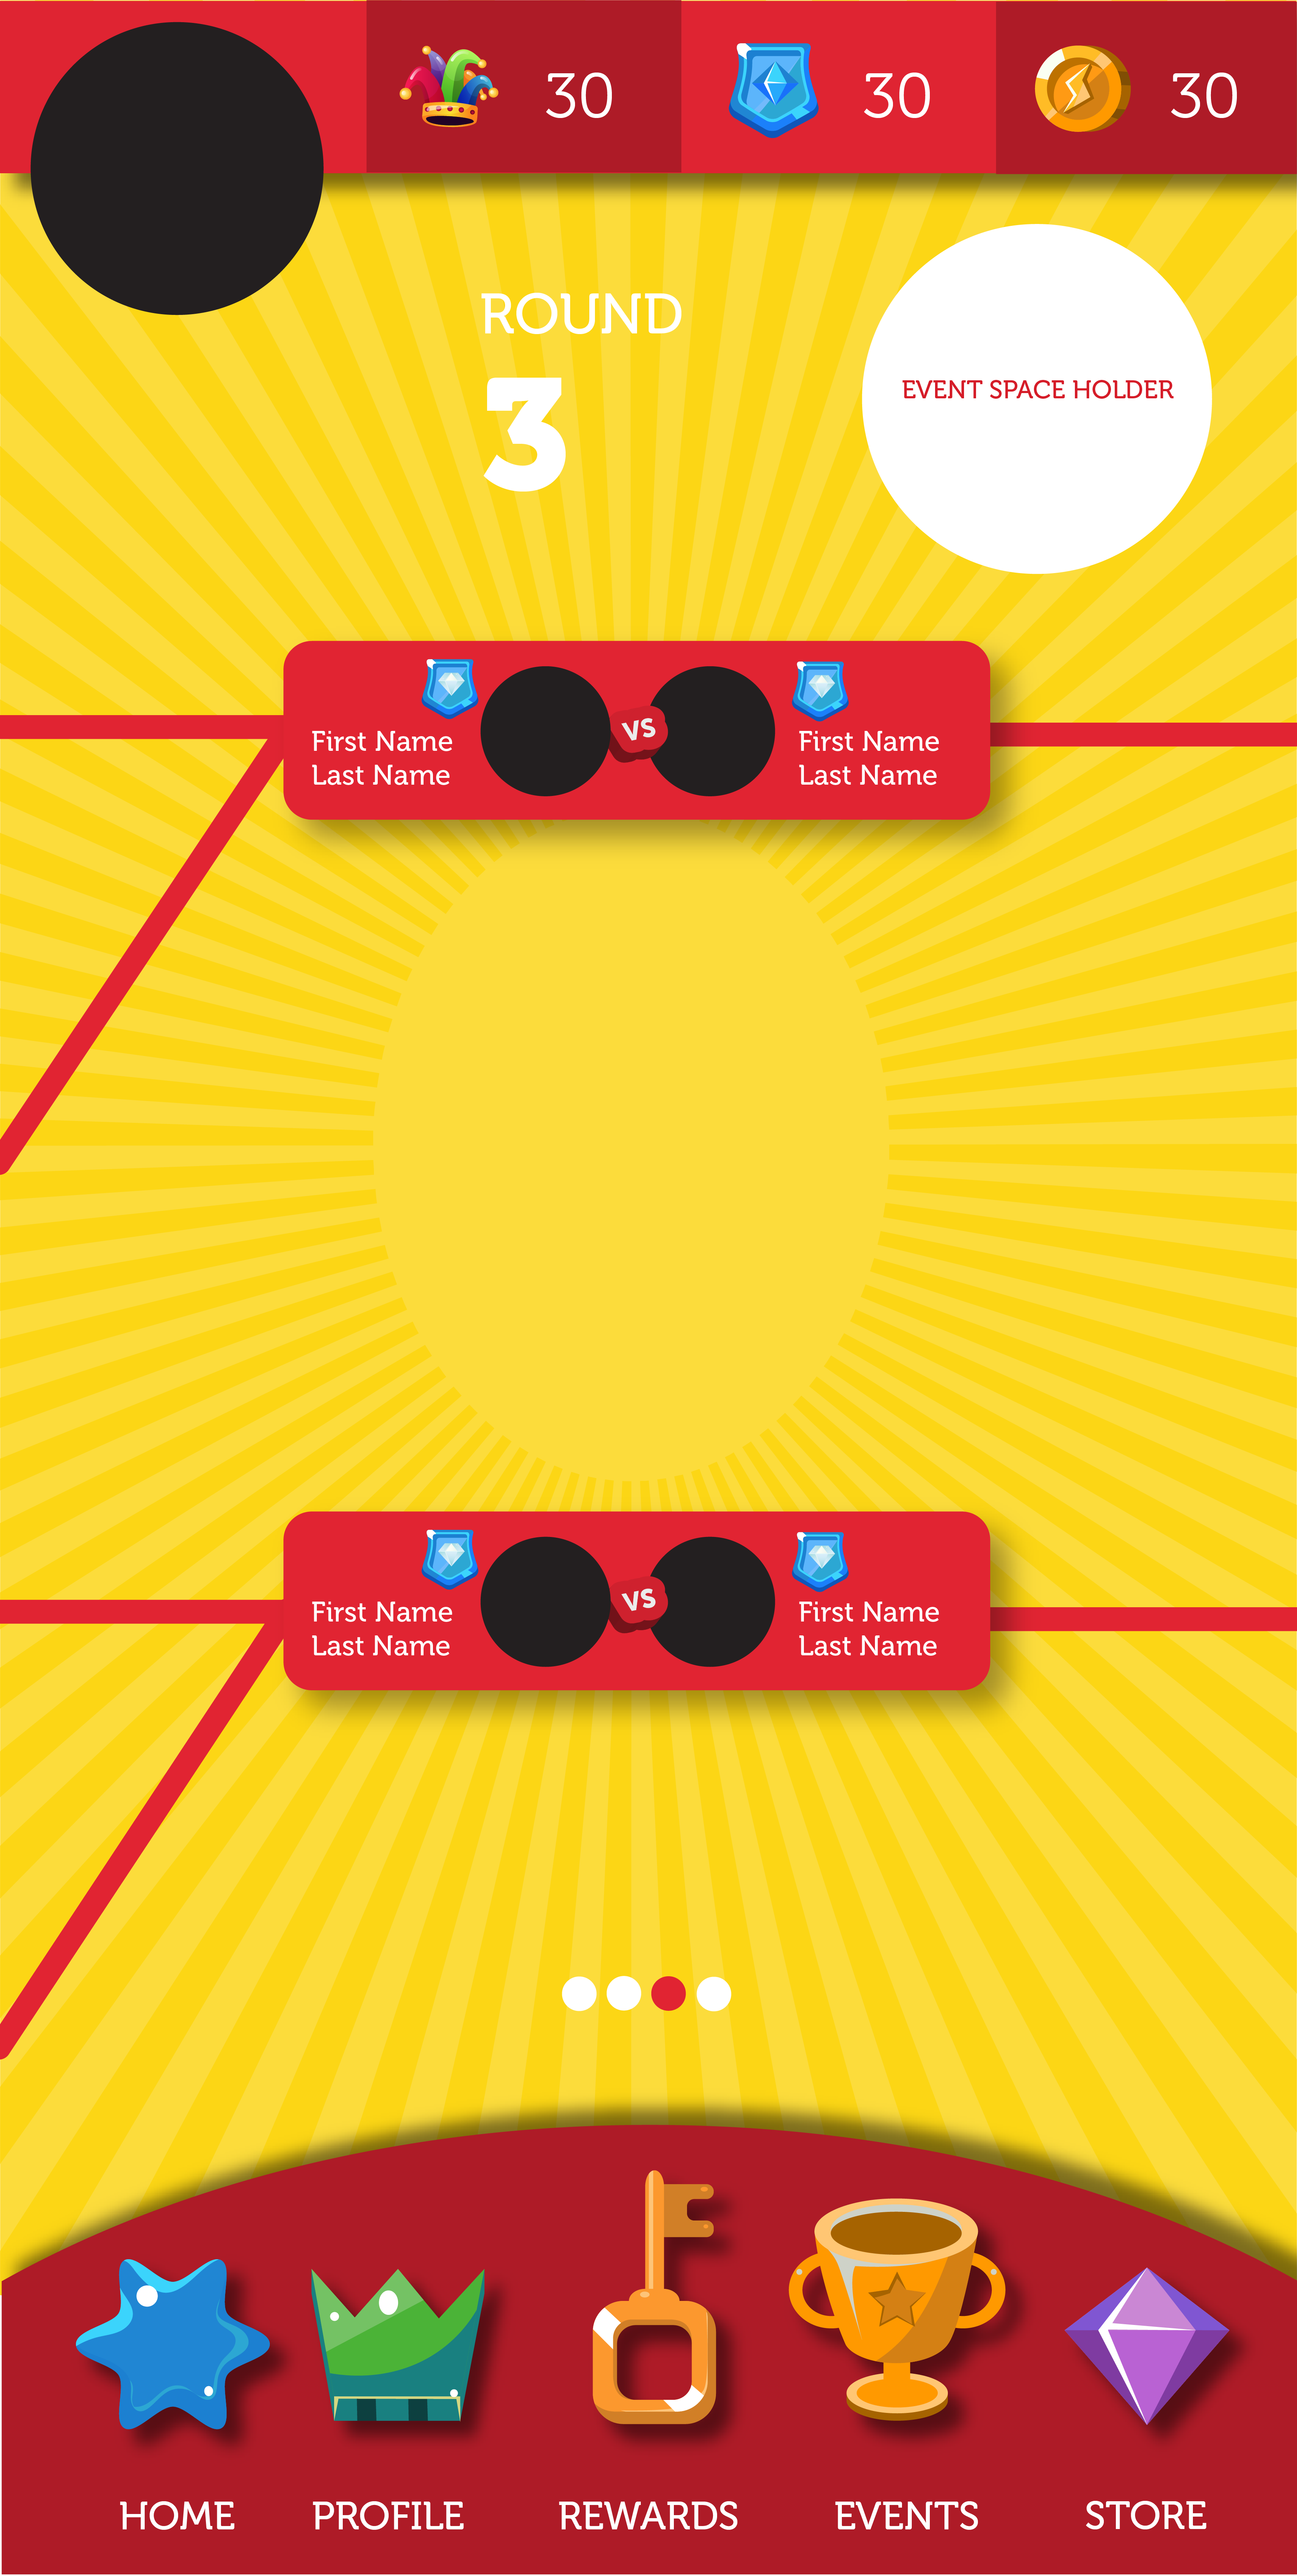 30 30 30
ROUND
3
EVENT SPACE HOLDER
First Name
Last Name
VS
First Name
Last Name
First Name
Last Name
VS
First Name
Last Name
HOME PROFILE REWARDS EVENTS STORE